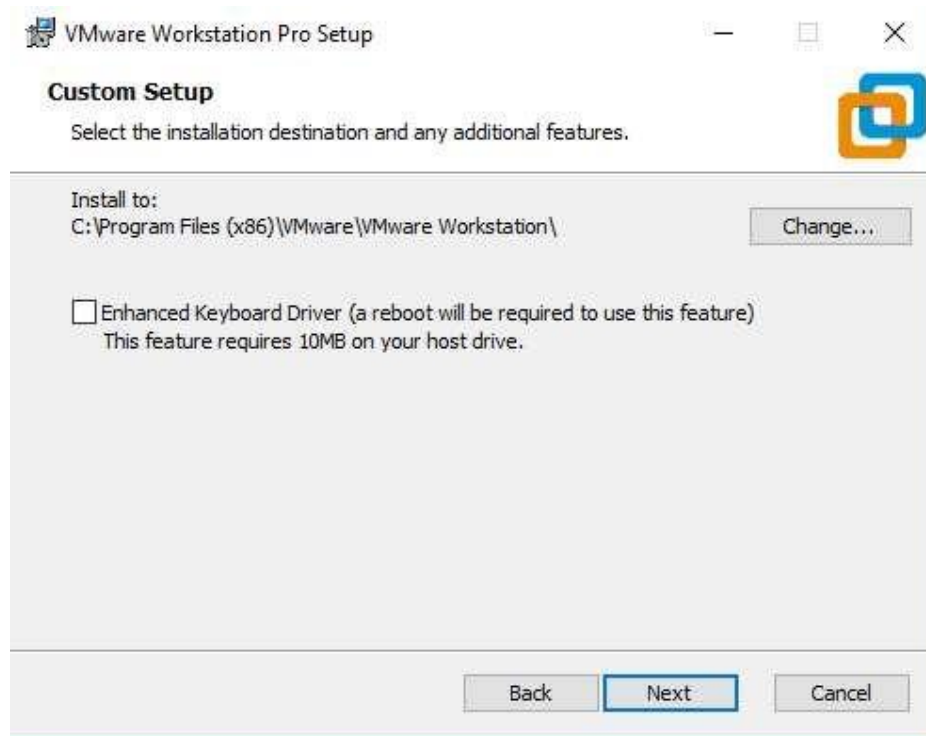 VMware Workstation Pro Setup
Custom Setup
Select the installation destination and any additional features.
Install to:
C:\Program Files (x86)\VMware\VMware Workstation\
Change...
Enhanced Keyboard Driver (a reboot will be required to use this feature)
This feature requires 10MB on your host drive.
Back Next Cancel